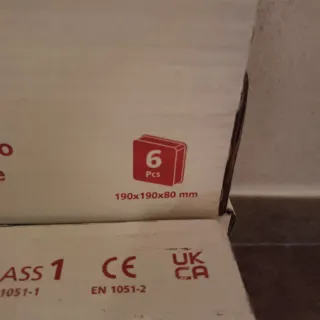 o
e
6
Pcs
190x190x80 mm
ASS 1
1051-1
CE
EN 1051-2
UK
CA